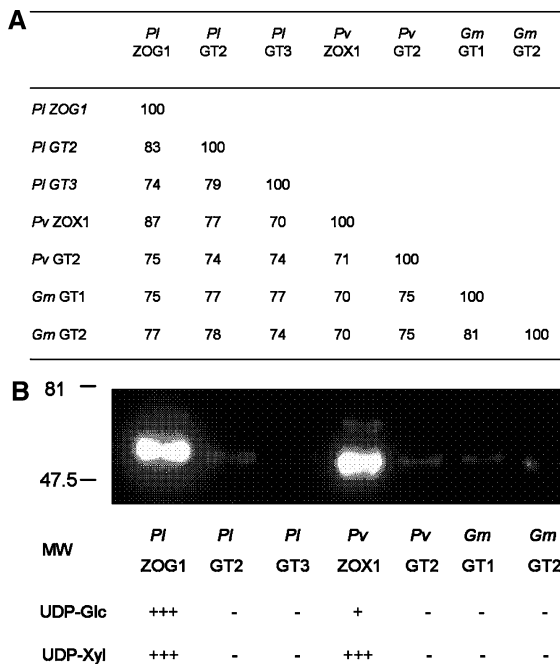 A
Pl Pl Pl Pv Pv Gm Gm
ZOG1 GT2 GT3 ZOX1 GT2 GT1 GT2
Pl ZOG1 100
Pl GT2 83 100
Pl GT3 74 79 100
Pv ZOX1 87 77 70 100
Pv GT2 75 74 74 71 100
Gm GT1 75 77 77 70 75 100
Gm GT2 77 78 74 70 75 81 100
B
81
47.5
MW
Pl Pl Pl Pv Pv Gm Gm
ZOG1 GT2 GT3 ZOX1 GT2 GT1 GT2
UDP-Glc +++ - - + - - -
UDP-Xyl +++ - - +++ - - -